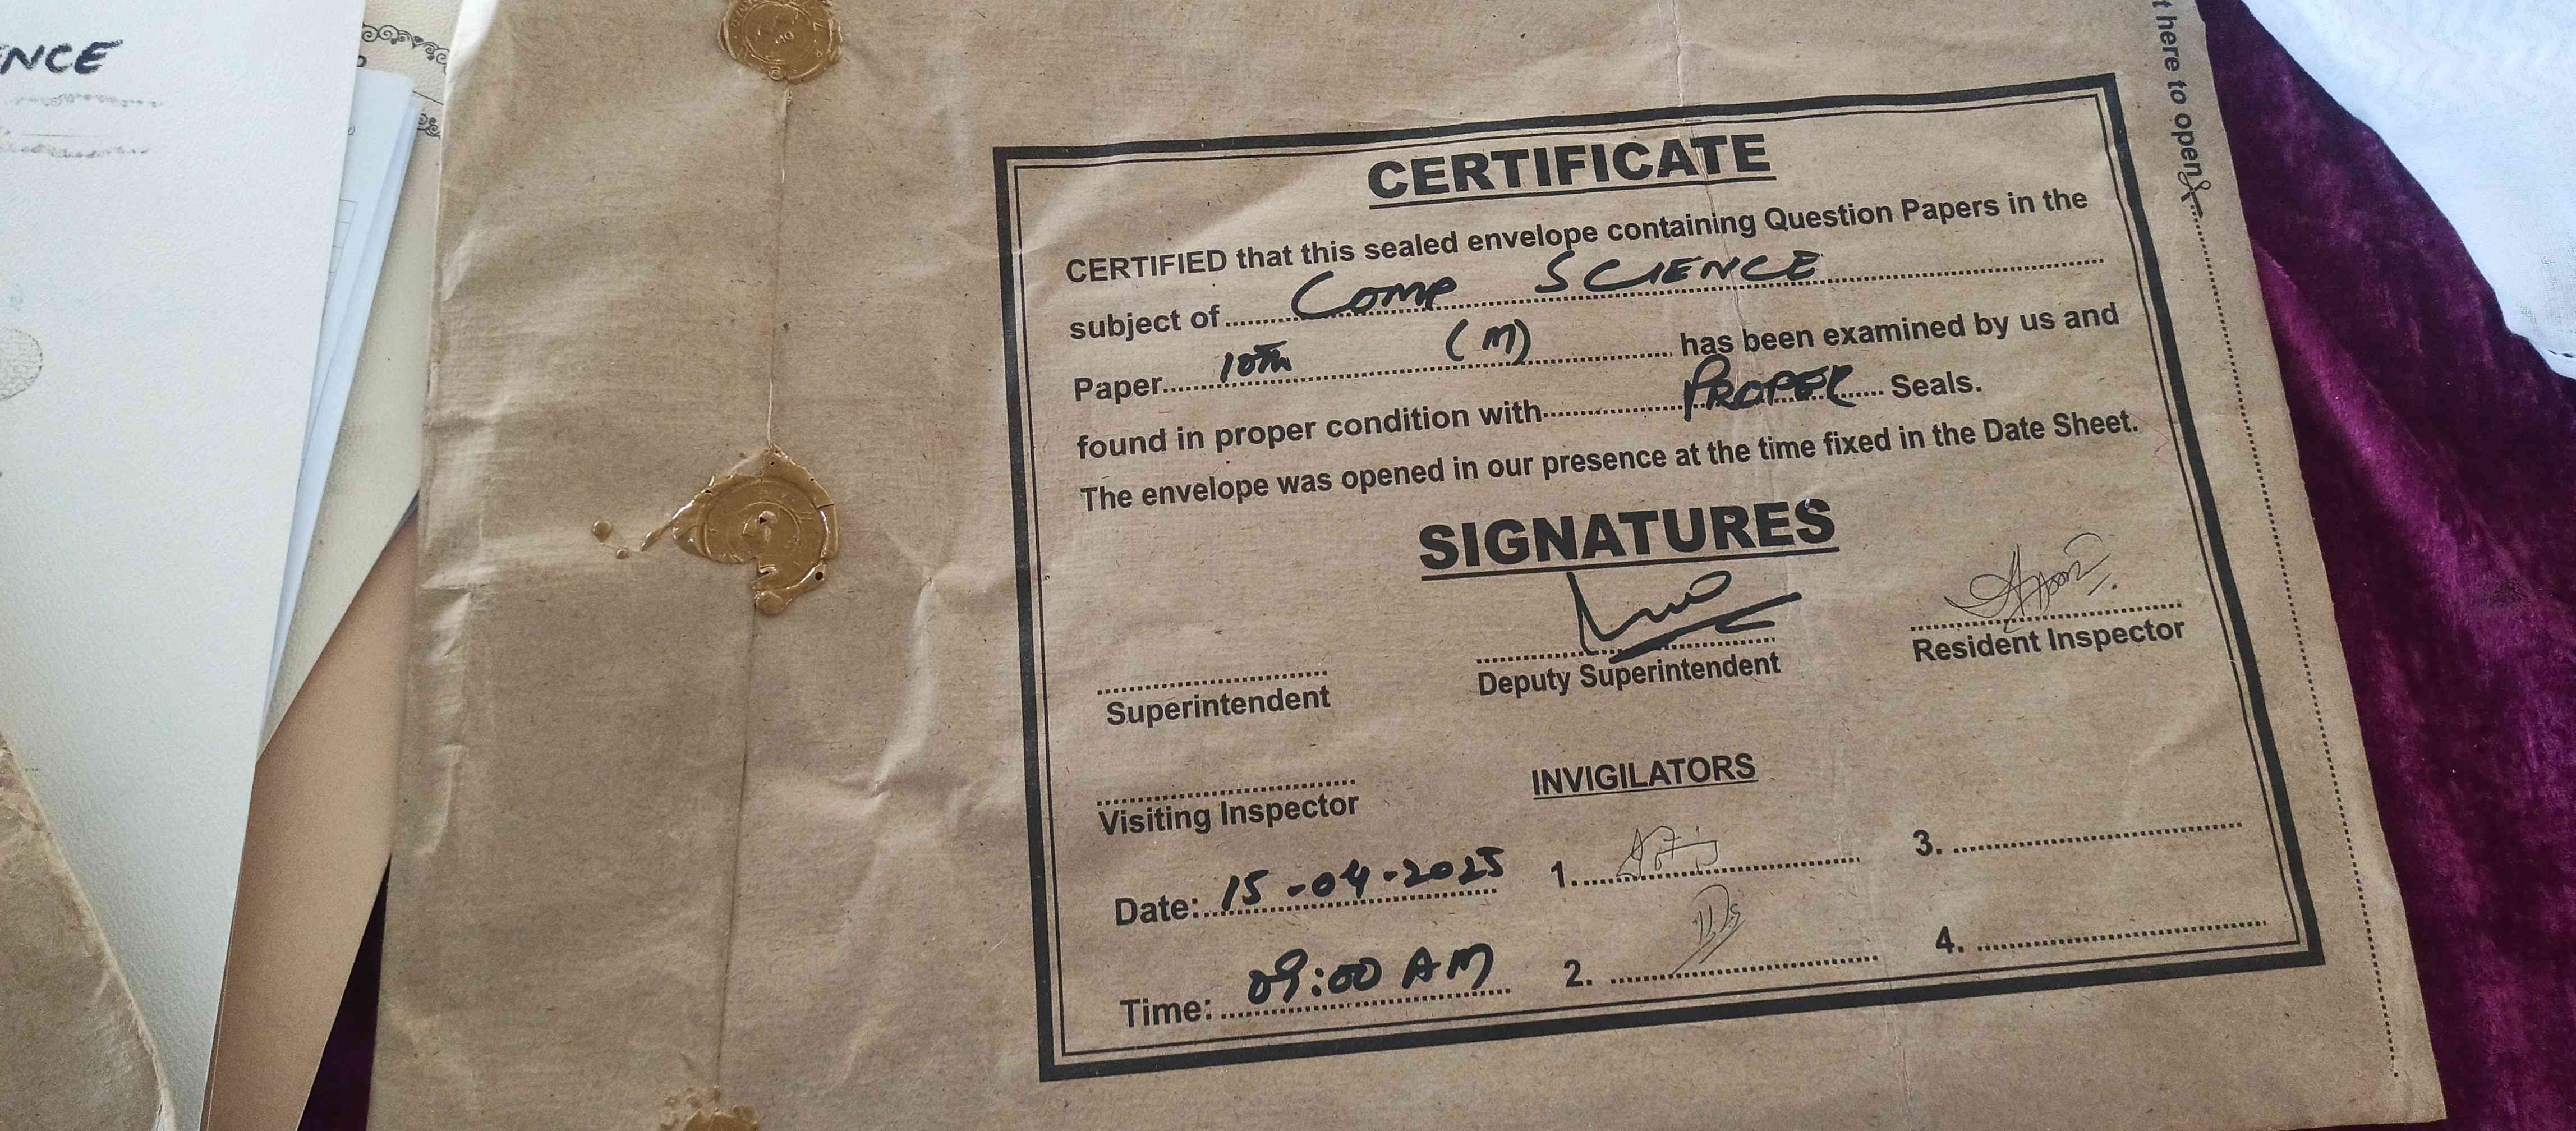 ENCE
t here to open
CERTIFICATE
CERTIFIED that this sealed envelope containing Question Papers in the
subject of Comp SCIENCE
Paper 10Th (M) has been examined by us and
found in proper condition with PROPER Seals.
The envelope was opened in our presence at the time fixed in the Date Sheet.
SIGNATURES
Superintendent
Deputy Superintendent
Resident Inspector
Visiting Inspector
INVIGILATORS
Date: 15-04-2025
1.
3.
Time: 09:00 AM
2.
4.